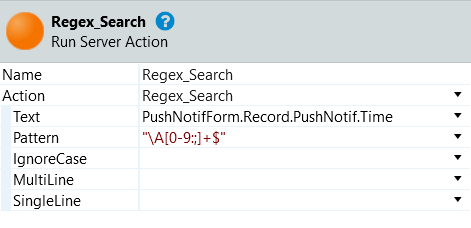 Regex_Search ?
Run Server Action
Name Regex_Search
Action Regex_Search
Text PushNotifForm.Record.PushNotif.Time
Pattern "\A[0-9:;]+$"
IgnoreCase
MultiLine
SingleLine